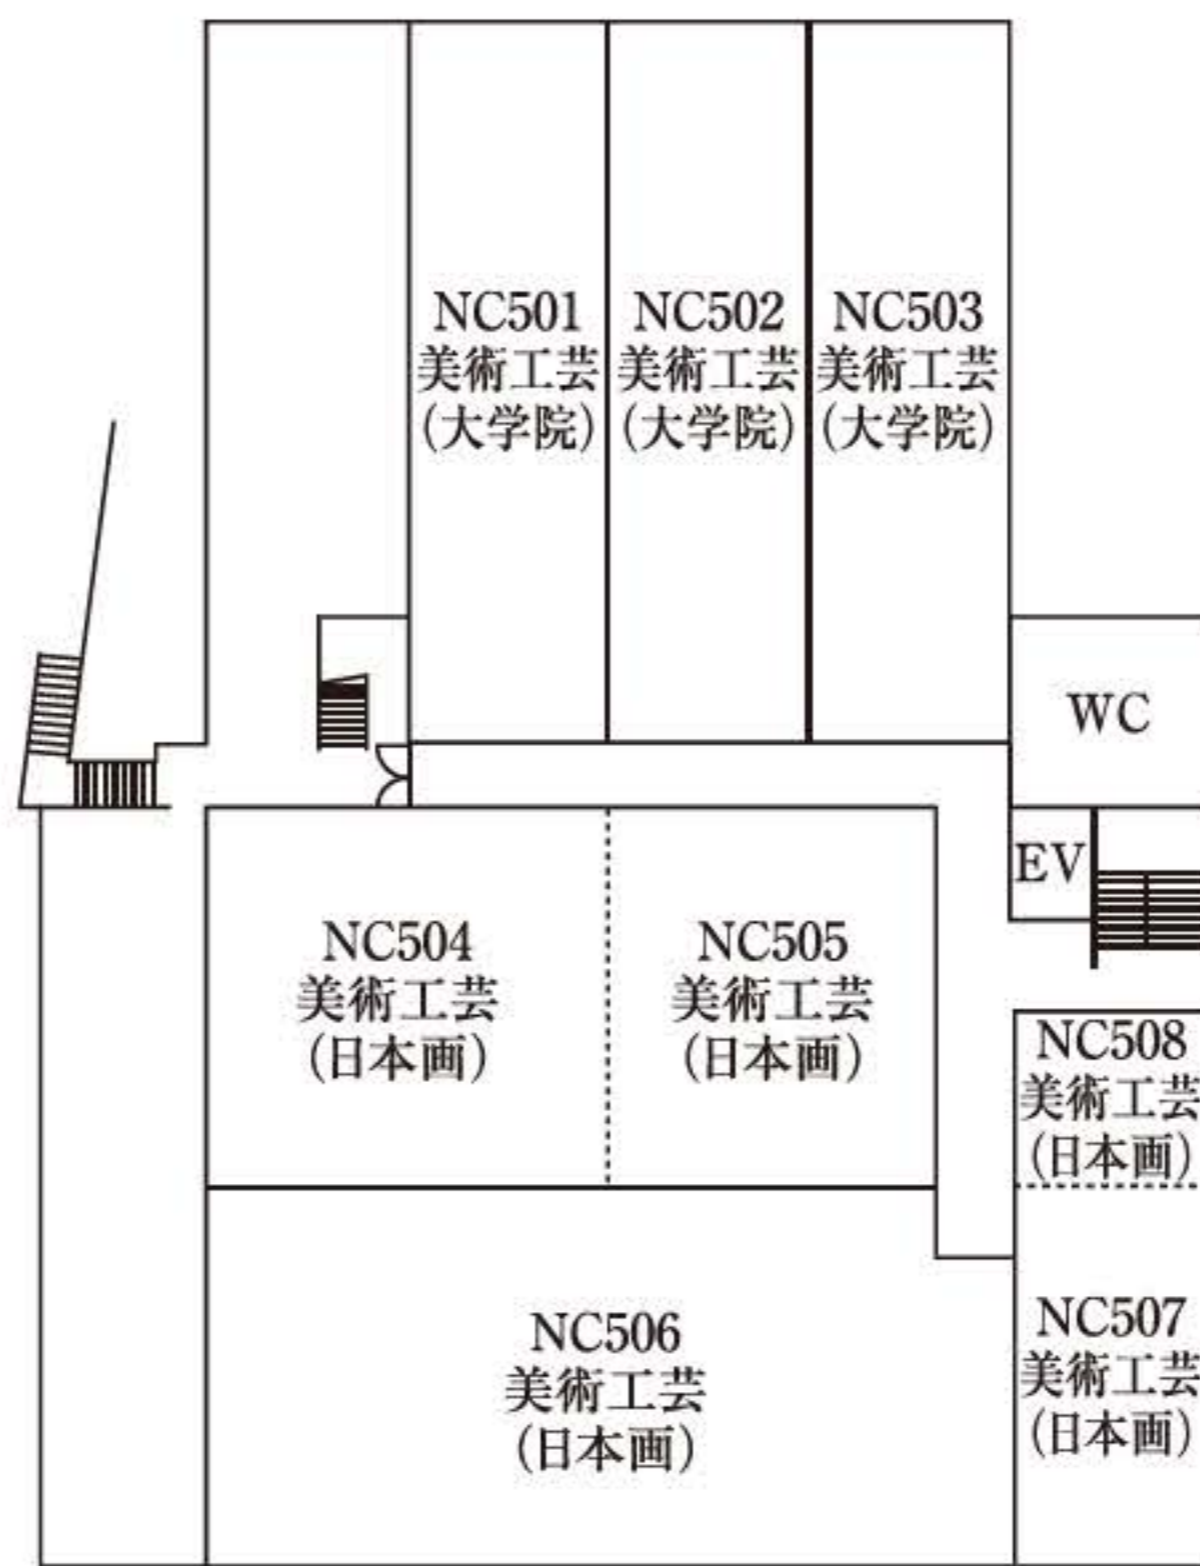 NC501
美術工芸
(大学院)
NC502
美術工芸
(大学院)
NC503
美術工芸
(大学院)
WC
EV
NC504
美術工芸
(日本画)
NC505
美術工芸
(日本画)
NC508
美術工芸
(日本画)
NC506
美術工芸
(日本画)
NC507
美術工芸
(日本画)